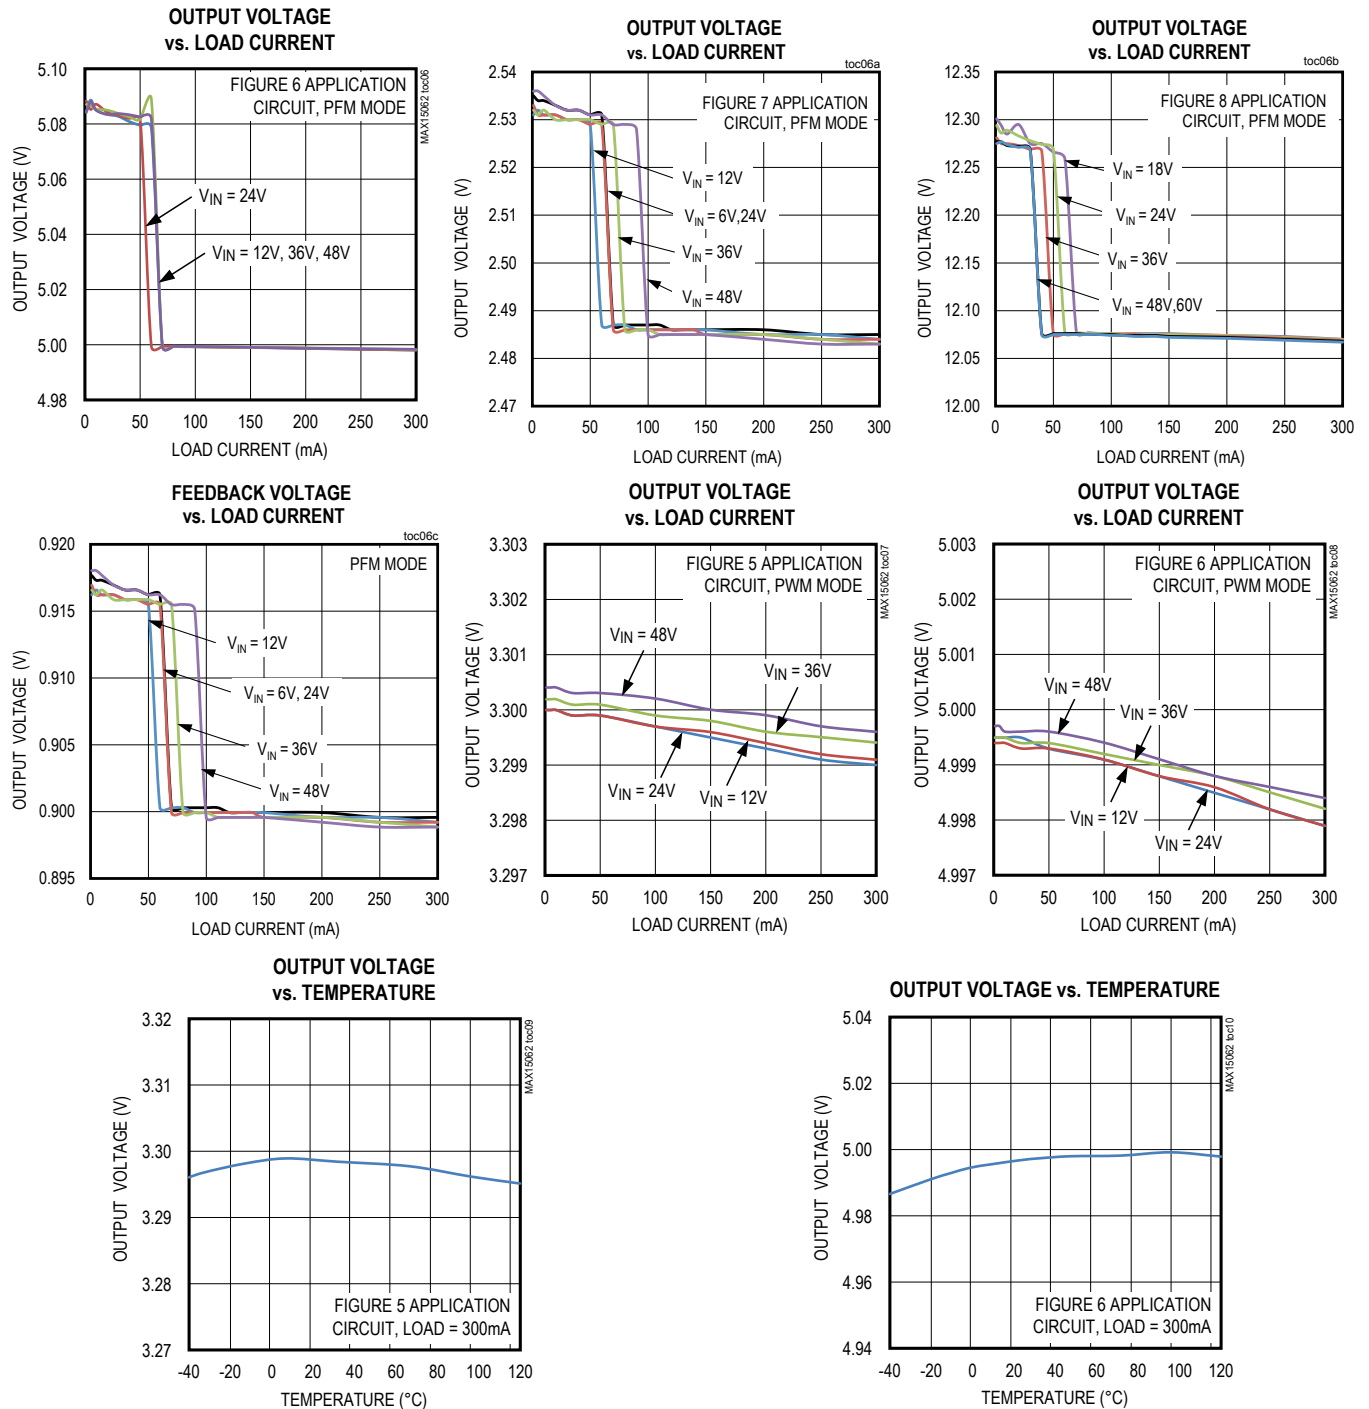 OUTPUT VOLTAGE
vs. LOAD CURRENT
MAX15062 toc06
FIGURE 6 APPLICATION
CIRCUIT, PFM MODE
5.10
5.08
5.06
5.04
5.02
5.00
4.98
OUTPUT VOLTAGE (V)
VIN = 24V
VIN = 12V, 36V, 48V
0 50 100 150 200 250 300
LOAD CURRENT (mA)
OUTPUT VOLTAGE
vs. LOAD CURRENT
toc06a
FIGURE 7 APPLICATION
CIRCUIT, PFM MODE
2.54
2.53
2.52
2.51
2.50
2.49
2.48
2.47
OUTPUT VOLTAGE (V)
VIN = 12V
VIN = 6V,24V
VIN = 36V
VIN = 48V
0 50 100 150 200 250 300
LOAD CURRENT (mA)
OUTPUT VOLTAGE
vs. LOAD CURRENT
toc06b
FIGURE 8 APPLICATION
CIRCUIT, PFM MODE
12.35
12.30
12.25
12.20
12.15
12.10
12.05
12.00
OUTPUT VOLTAGE (V)
VIN = 18V
VIN = 24V
VIN = 36V
VIN = 48V,60V
0 50 100 150 200 250 300
LOAD CURRENT (mA)
FEEDBACK VOLTAGE
vs. LOAD CURRENT
toc06c
PFM MODE
0.920
0.915
0.910
0.905
0.900
0.895
OUTPUT VOLTAGE (V)
VIN = 12V
VIN = 6V, 24V
VIN = 36V
VIN = 48V
0 50 100 150 200 250 300
LOAD CURRENT (mA)
OUTPUT VOLTAGE
vs. LOAD CURRENT
MAX15062 toc07
FIGURE 5 APPLICATION
CIRCUIT, PWM MODE
3.303
3.302
3.301
3.300
3.299
3.298
3.297
OUTPUT VOLTAGE (V)
VIN = 48V
VIN = 36V
VIN = 24V
VIN = 12V
0 50 100 150 200 250 300
LOAD CURRENT (mA)
OUTPUT VOLTAGE
vs. LOAD CURRENT
MAX15062 toc08
FIGURE 6 APPLICATION
CIRCUIT, PWM MODE
5.003
5.002
5.001
5.000
4.999
4.998
4.997
OUTPUT VOLTAGE (V)
VIN = 48V
VIN = 36V
VIN = 12V
VIN = 24V
0 50 100 150 200 250 300
LOAD CURRENT (mA)
OUTPUT VOLTAGE
vs. TEMPERATURE
MAX15062 toc09
3.32
3.31
3.30
3.29
3.28
3.27
OUTPUT VOLTAGE (V)
FIGURE 5 APPLICATION
CIRCUIT, LOAD = 300mA
-40 -20 0 20 40 60 80 100 120
TEMPERATURE (°C)
OUTPUT VOLTAGE vs. TEMPERATURE
MAX15062 toc10
5.04
5.02
5.00
4.98
4.96
4.94
OUTPUT VOLTAGE (V)
FIGURE 6 APPLICATION
CIRCUIT, LOAD = 300mA
-40 -20 0 20 40 60 80 100 120
TEMPERATURE (°C)